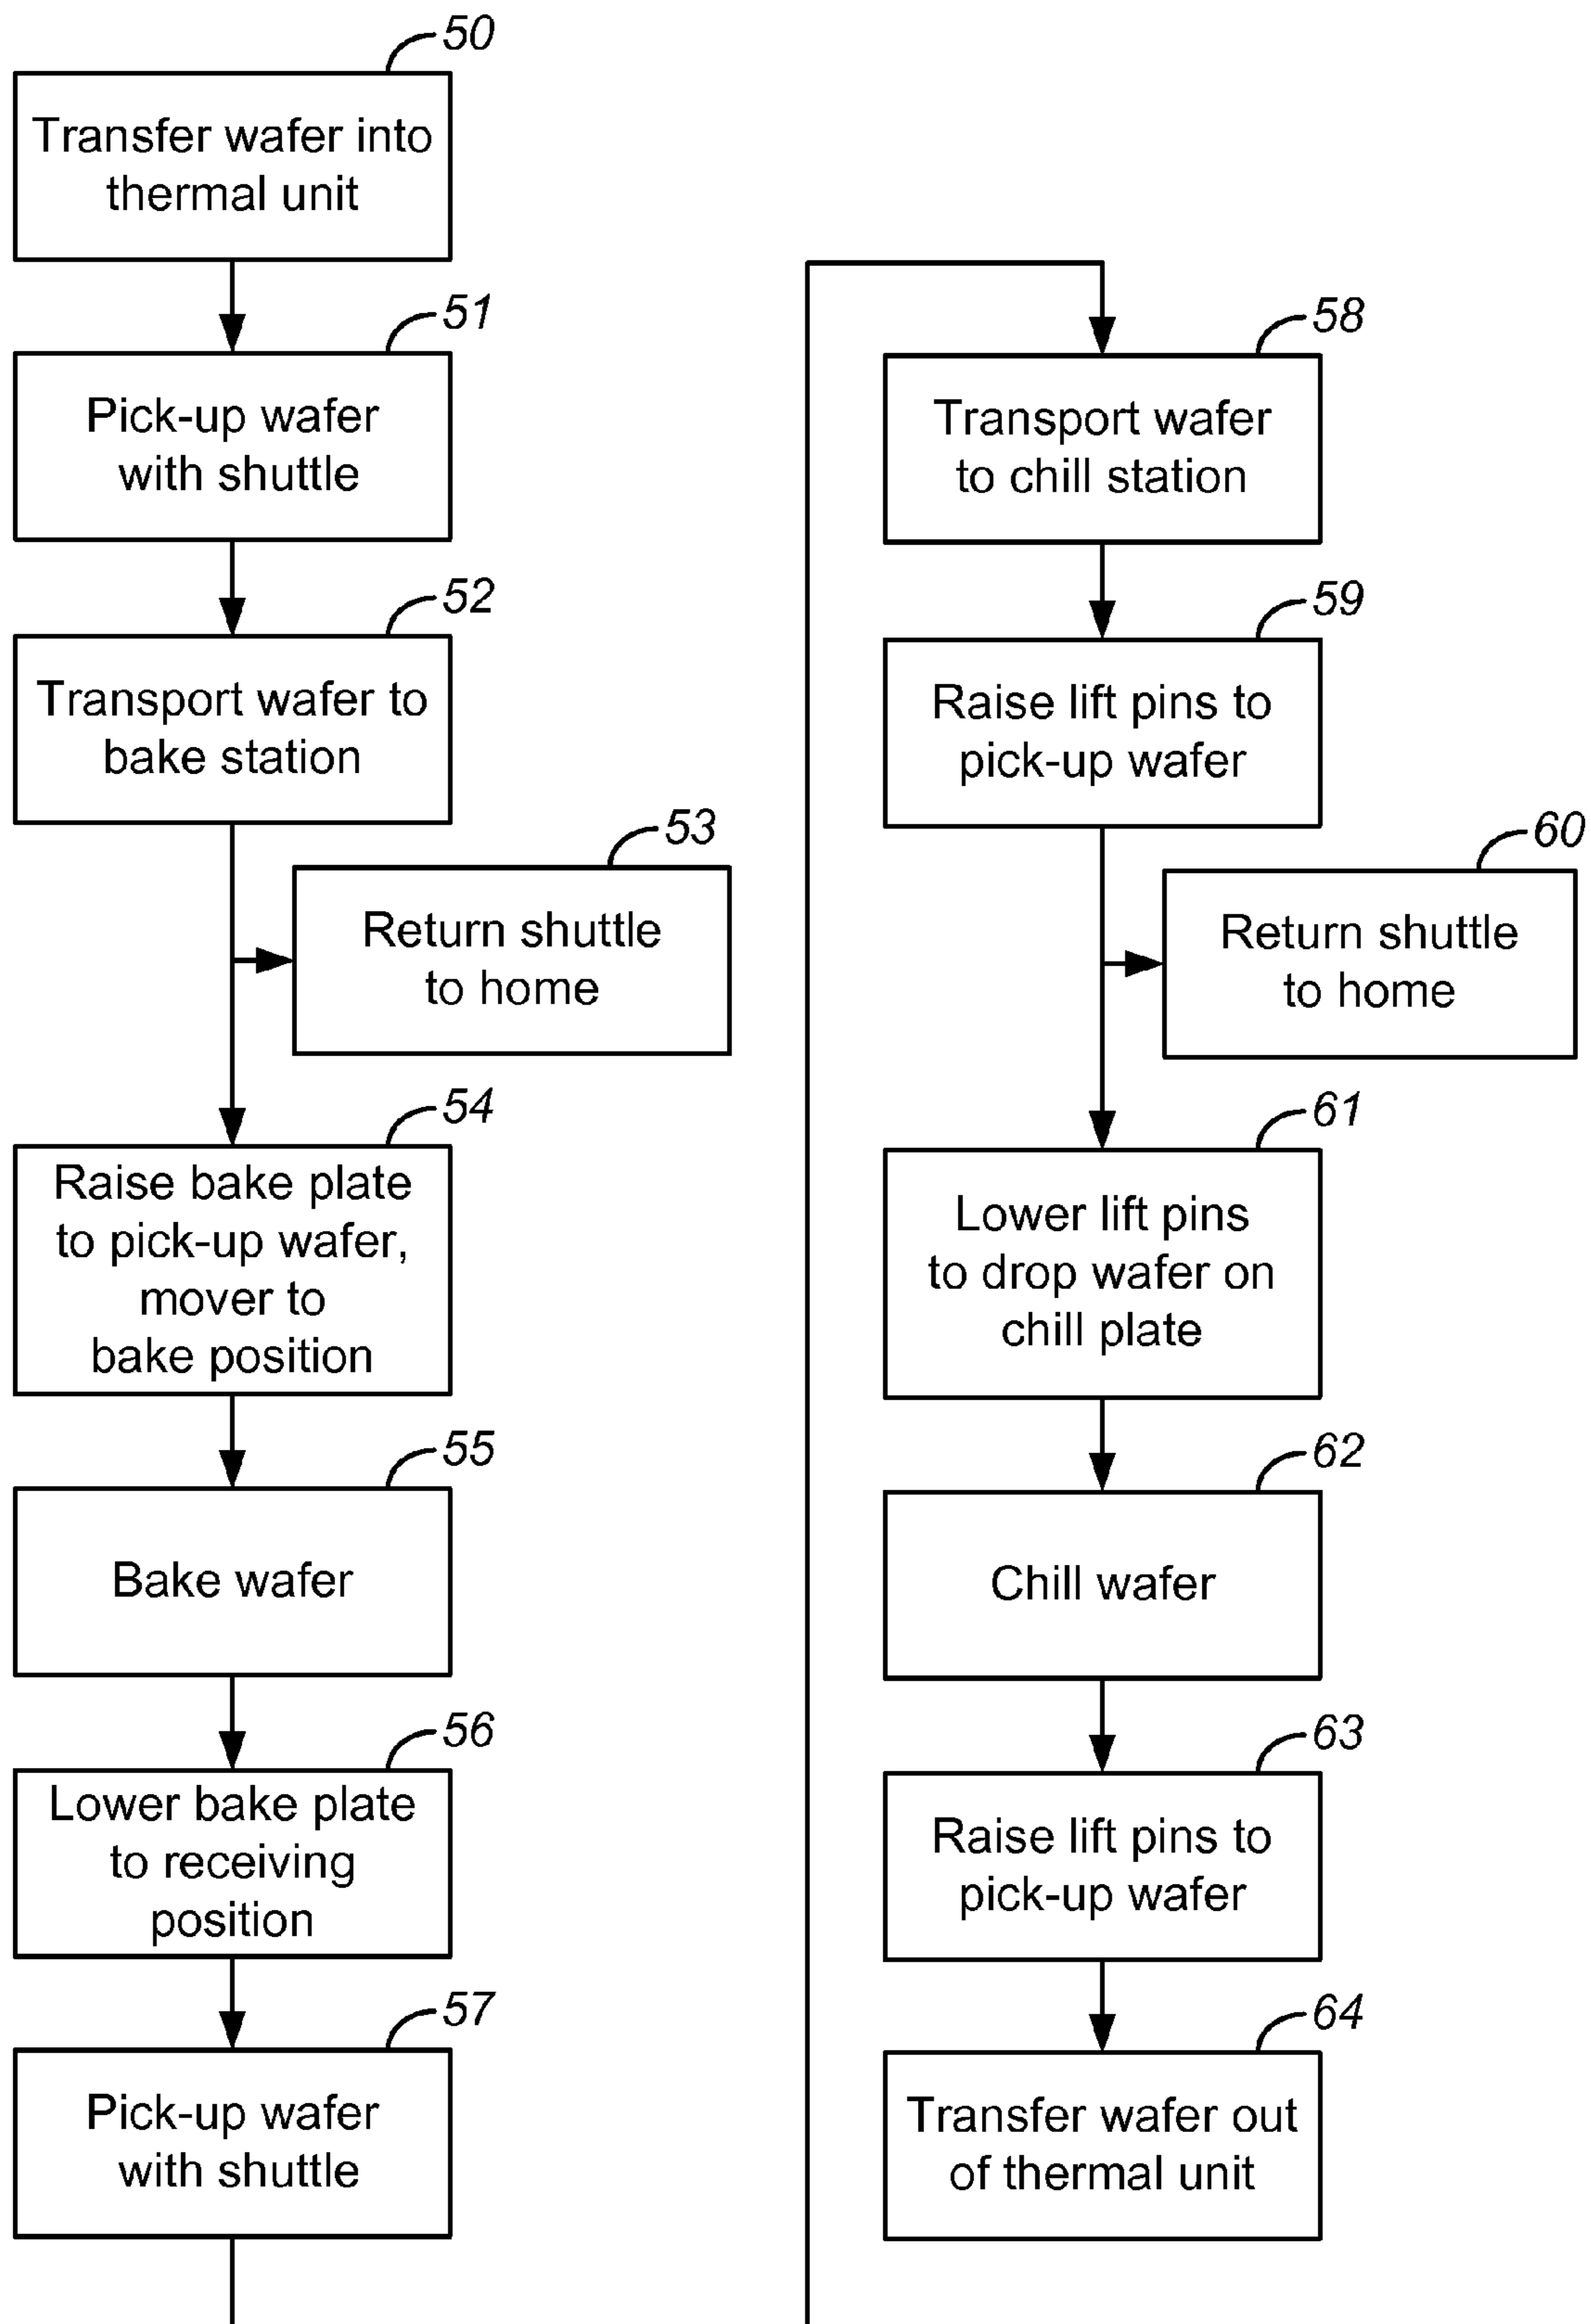 50
Transfer wafer into
thermal unit
51
Pick-up wafer
with shuttle
52
Transport wafer to
bake station
53
Return shuttle
to home
54
Raise bake plate
to pick-up wafer,
mover to
bake position
55
Bake wafer
56
Lower bake plate
to receiving
position
57
Pick-up wafer
with shuttle
58
Transport wafer
to chill station
59
Raise lift pins to
pick-up wafer
60
Return shuttle
to home
61
Lower lift pins
to drop wafer on
chill plate
62
Chill wafer
63
Raise lift pins to
pick-up wafer
64
Transfer wafer out
of thermal unit